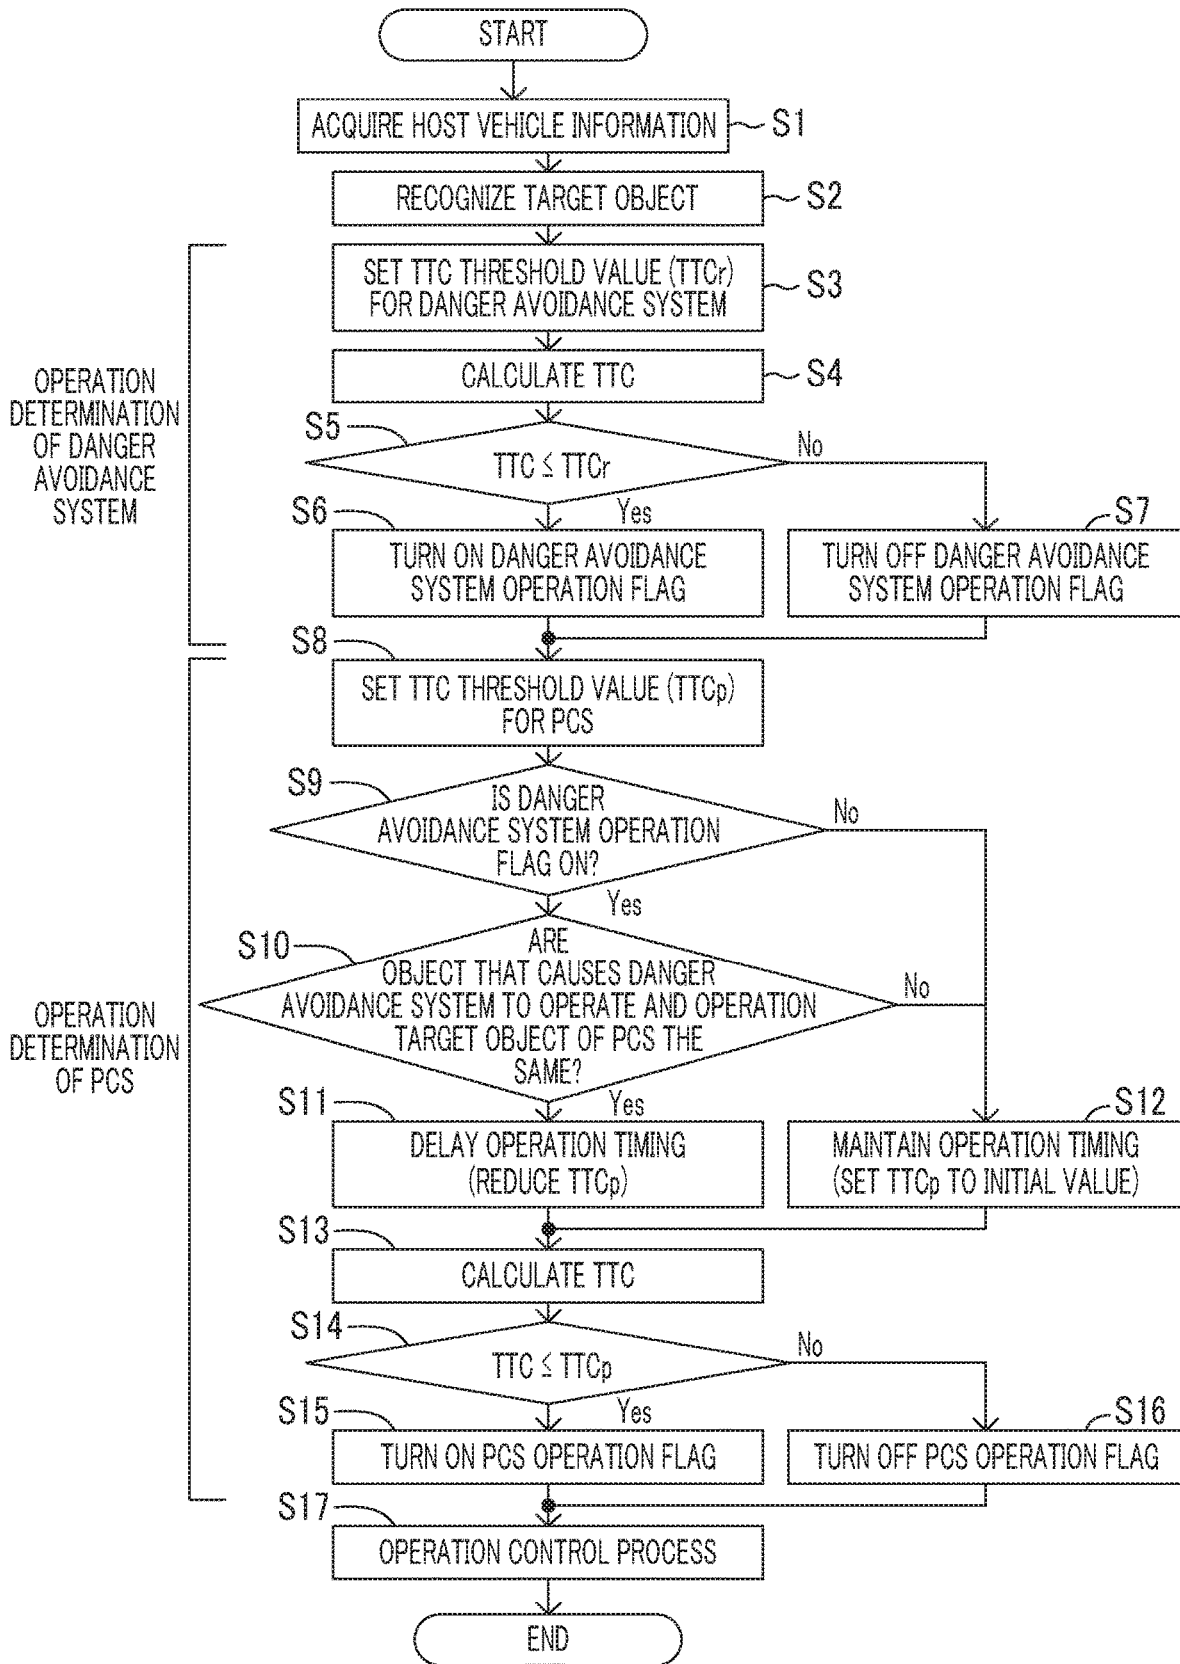 START
ACQUIRE HOST VEHICLE INFORMATION
S1
RECOGNIZE TARGET OBJECT
S2
SET TTC THRESHOLD VALUE (TTCr)
FOR DANGER AVOIDANCE SYSTEM
S3
CALCULATE TTC
S4
OPERATION
DETERMINATION
OF DANGER
AVOIDANCE
SYSTEM
S5
TTC ≦ TTCr
No
Yes
S6
TURN ON DANGER AVOIDANCE
SYSTEM OPERATION FLAG
S7
TURN OFF DANGER AVOIDANCE
SYSTEM OPERATION FLAG
S8
SET TTC THRESHOLD VALUE (TTCp)
FOR PCS
S9
IS DANGER
AVOIDANCE SYSTEM OPERATION
FLAG ON?
No
Yes
S10
ARE
OBJECT THAT CAUSES DANGER
AVOIDANCE SYSTEM TO OPERATE AND OPERATION
TARGET OBJECT OF PCS THE
SAME?
No
Yes
OPERATION
DETERMINATION
OF PCS
S11
DELAY OPERATION TIMING
(REDUCE TTCp)
S12
MAINTAIN OPERATION TIMING
(SET TTCp TO INITIAL VALUE)
S13
CALCULATE TTC
S14
TTC ≦ TTCp
No
Yes
S15
TURN ON PCS OPERATION FLAG
S16
TURN OFF PCS OPERATION FLAG
S17
OPERATION CONTROL PROCESS
END